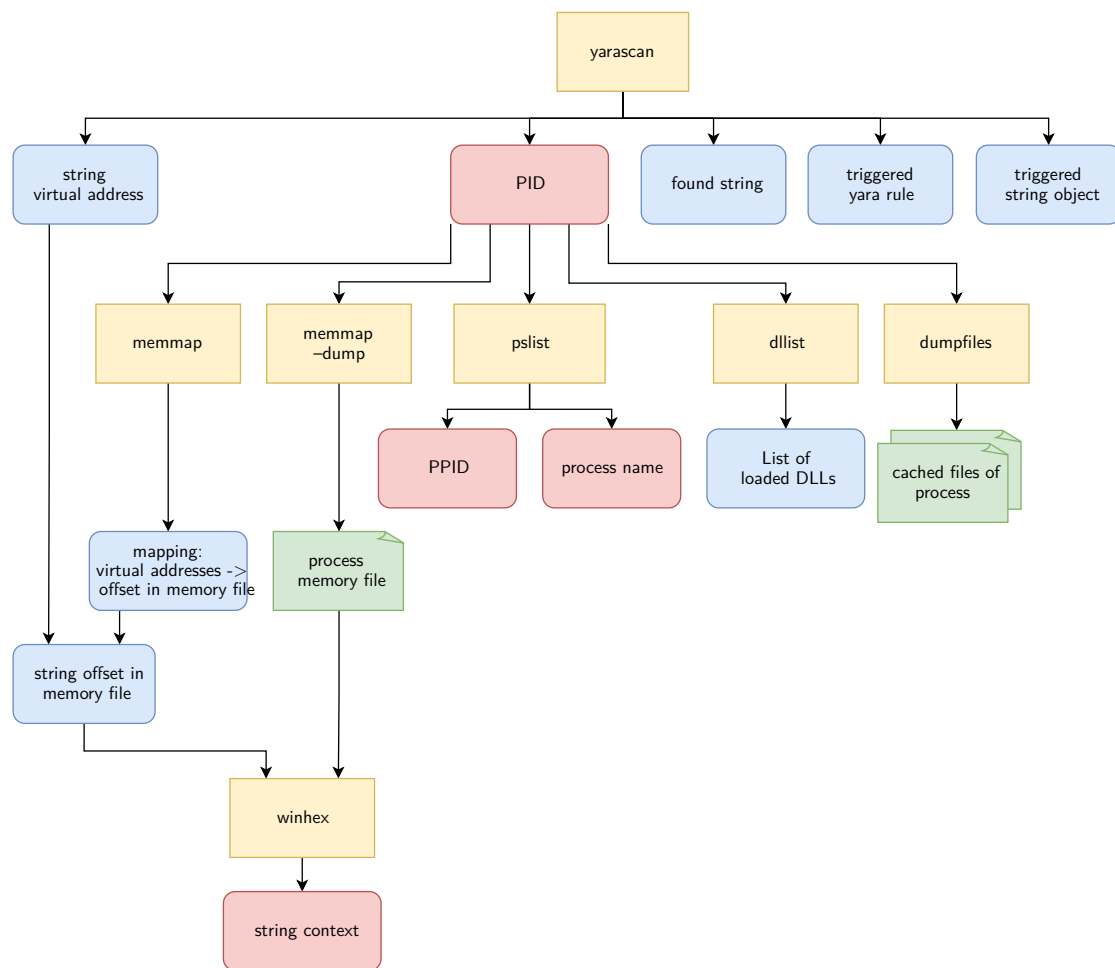 yarascan
string
virtual address
PID
found string
triggered
yara rule
triggered
string object
memmap
memmap
–dump
pslist
dllist
dumpfiles
PPID
process name
List of
loaded DLLs
cached files of
process
mapping:
virtual addresses ->
offset in memory file
process
memory file
string offset in
memory file
winhex
string context